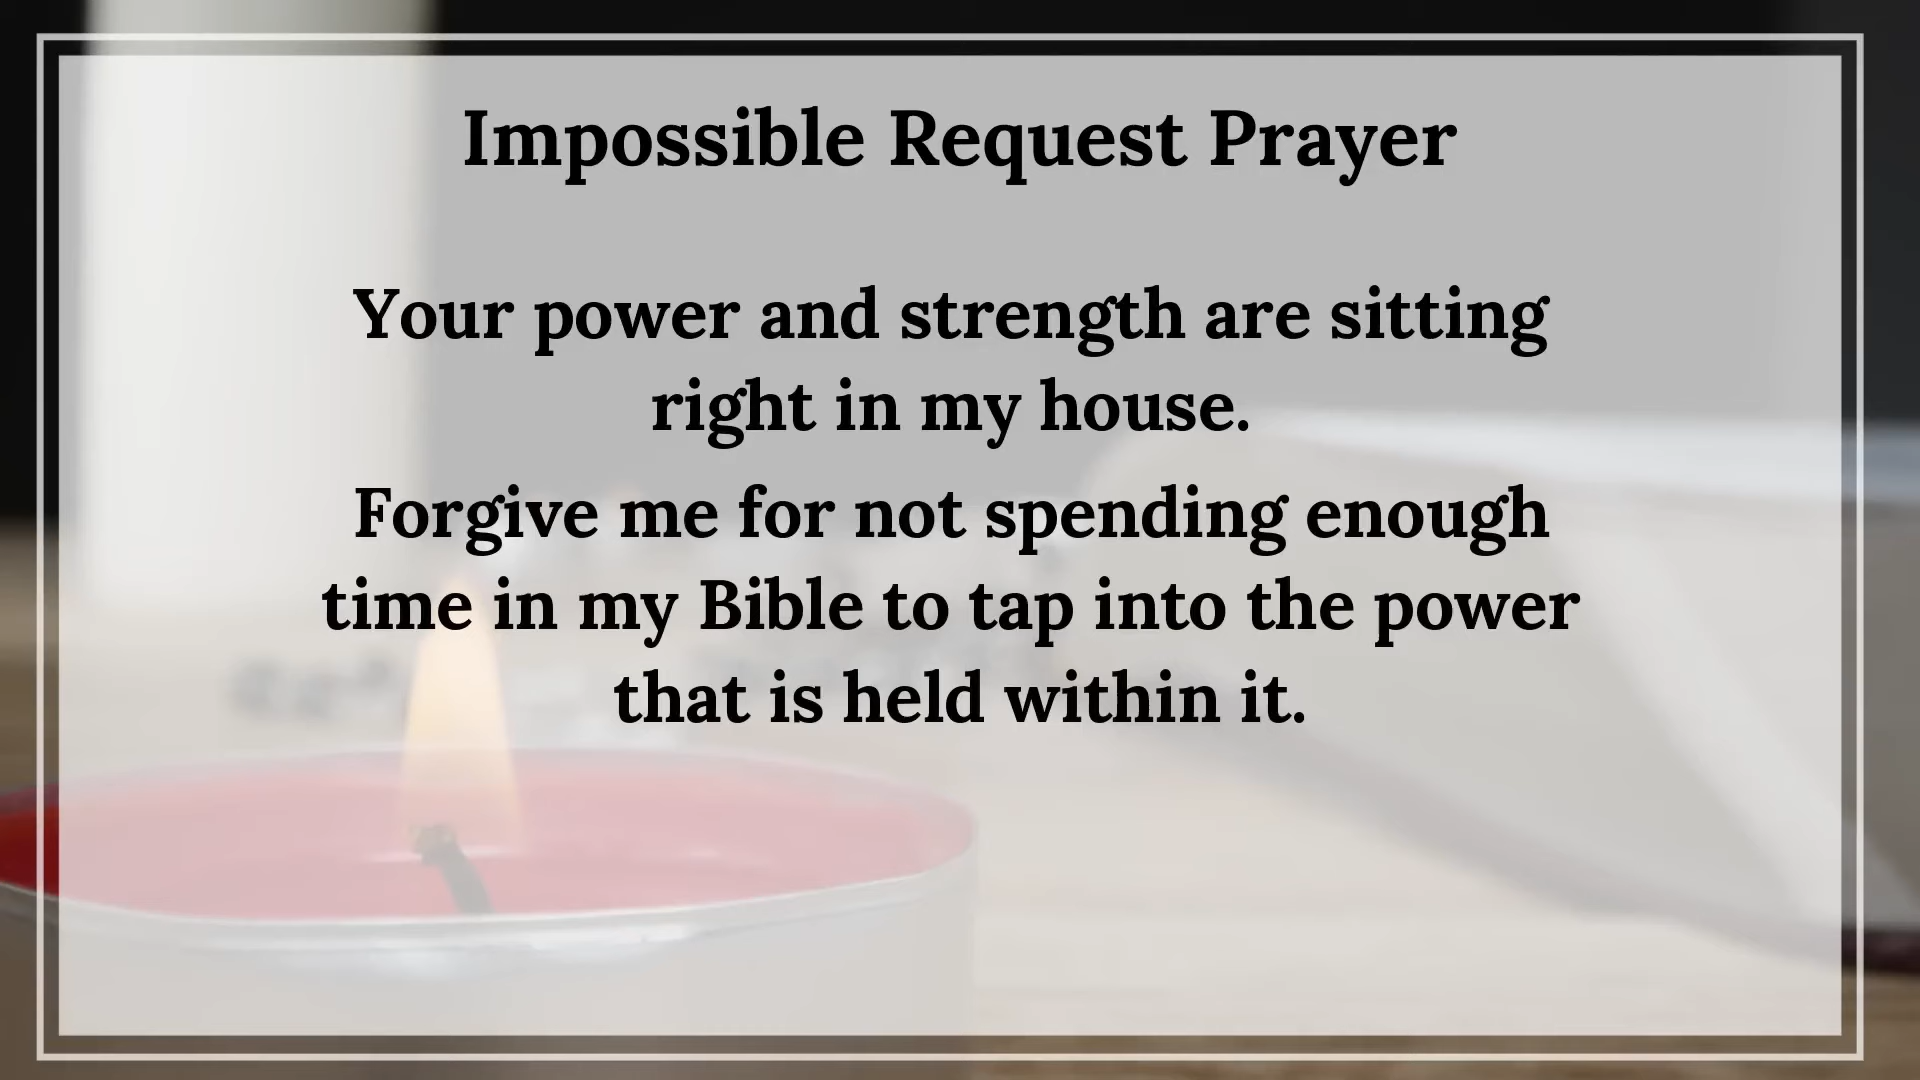 Impossible Request Prayer
Your power and strength are sitting
right in my house.
Forgive me for not spending enough
time in my Bible to tap into the power
that is held within it.